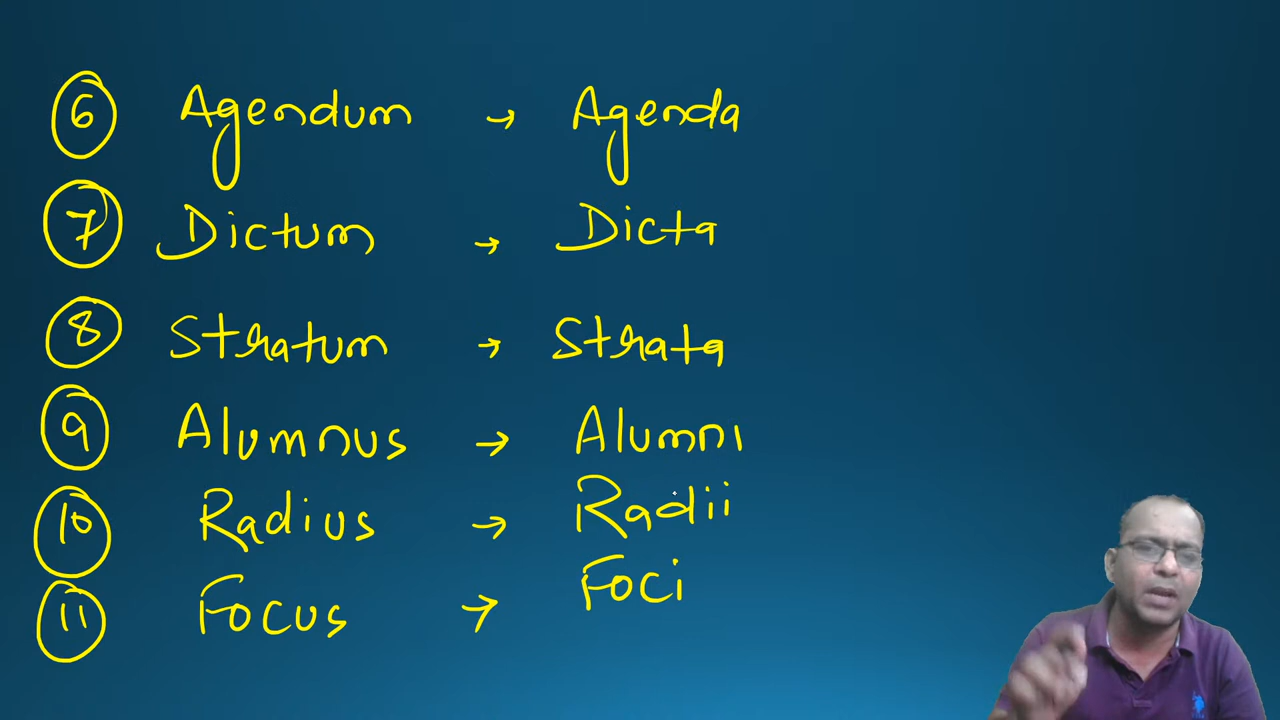 6 Agendum → Agenda
7 Dictum → Dicta
8 Stratum → Strata
9 Alumnus → Alumni
10 Radius → Radii
11 Focus → Foci